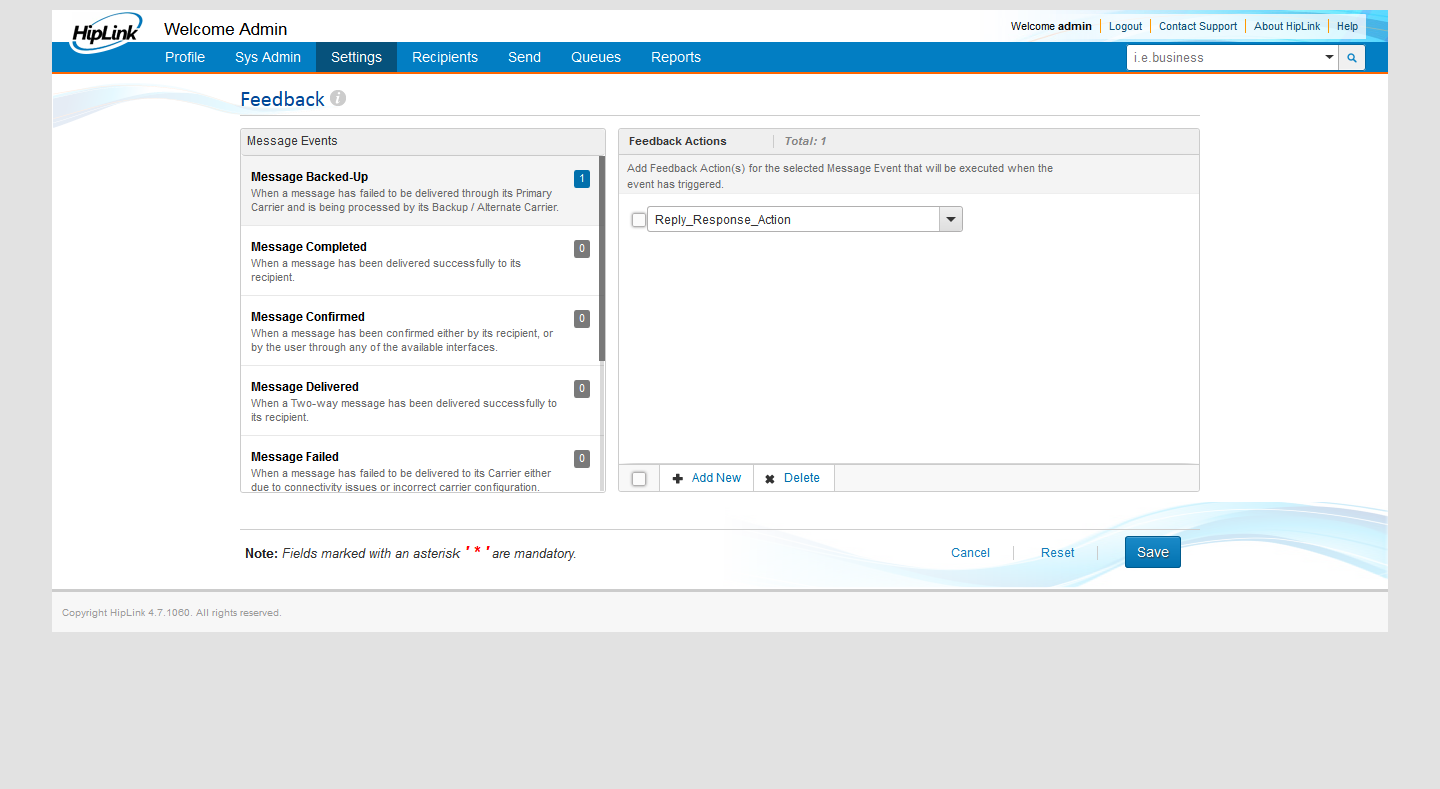 HipLink
Welcome Admin
Welcome admin Logout Contact Support About HipLink Help
Profile Sys Admin Settings Recipients Send Queues Reports
i.e.business
Feedback i
Message Events
Message Backed-Up 1
When a message has failed to be delivered through its Primary
Carrier and is being processed by its Backup / Alternate Carrier.
Message Completed 0
When a message has been delivered successfully to its
recipient.
Message Confirmed 0
When a message has been confirmed either by its recipient, or
by the user through any of the available interfaces.
Message Delivered 0
When a Two-way message has been delivered successfully to
its recipient.
Message Failed 0
When a message has failed to be delivered to its Carrier either
due to connectivity issues or incorrect carrier configuration.
Feedback Actions Total: 1
Add Feedback Action(s) for the selected Message Event that will be executed when the
event has triggered.
Reply_Response_Action
Add New Delete
Note: Fields marked with an asterisk ' * ' are mandatory.
Cancel Reset Save
Copyright HipLink 4.7.1060. All rights reserved.